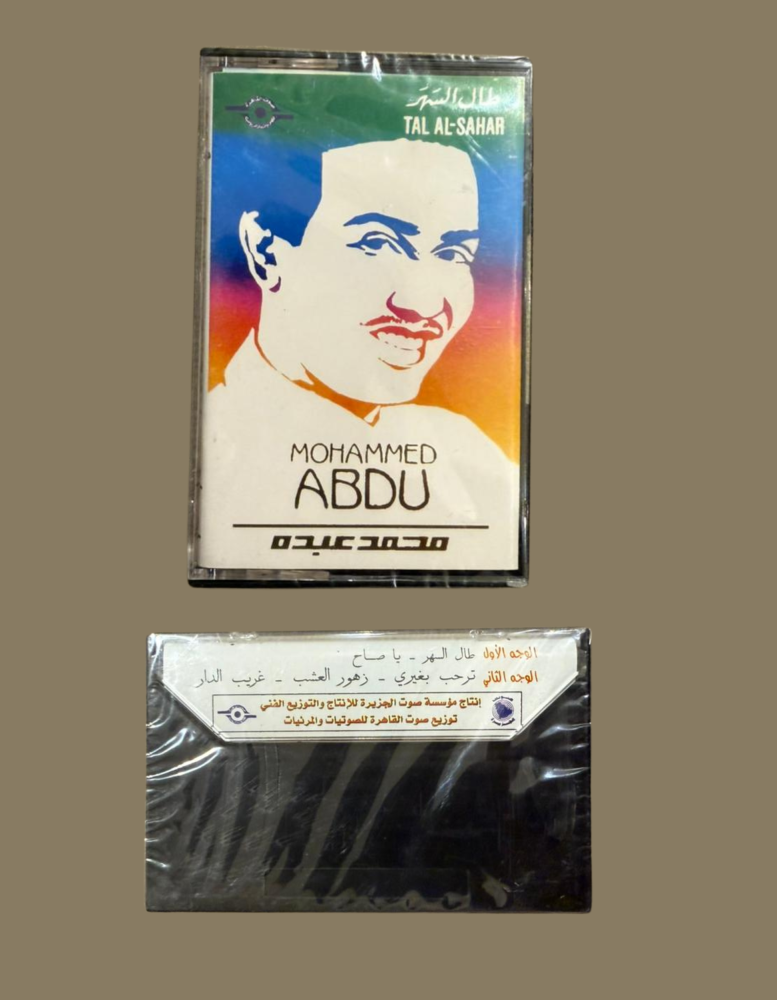 طال السهر
TAL AL-SAHAR
MOHAMMED
ABDU
محمد عبده
الوجه الأول طال السهر - يا صاح
الوجه الثاني ترحب بغيري - زهور العشب - غريب الدار
إنتاج مؤسسة صوت الجزيرة للإنتاج والتوزيع الفني
توزيع صوت القاهرة للصوتيات والمرئيات